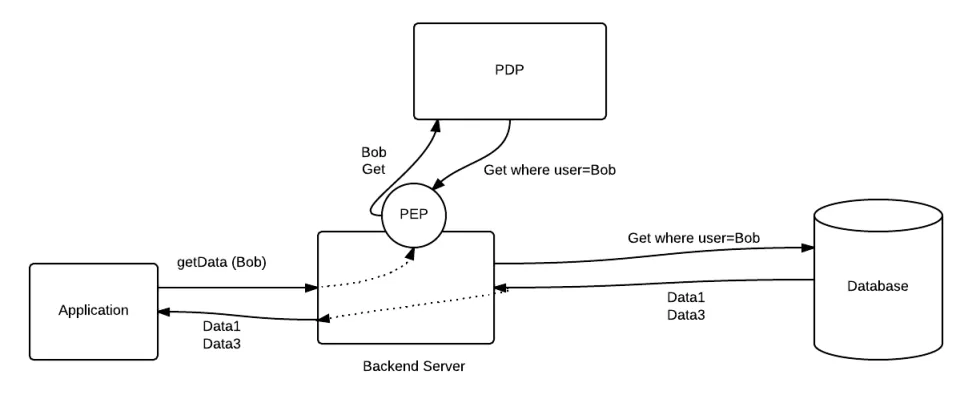 PDP
Bob
Get
Get where user=Bob
PEP
getData (Bob)
Get where user=Bob
Application
Database
Data1
Data3
Data1
Data3
Backend Server